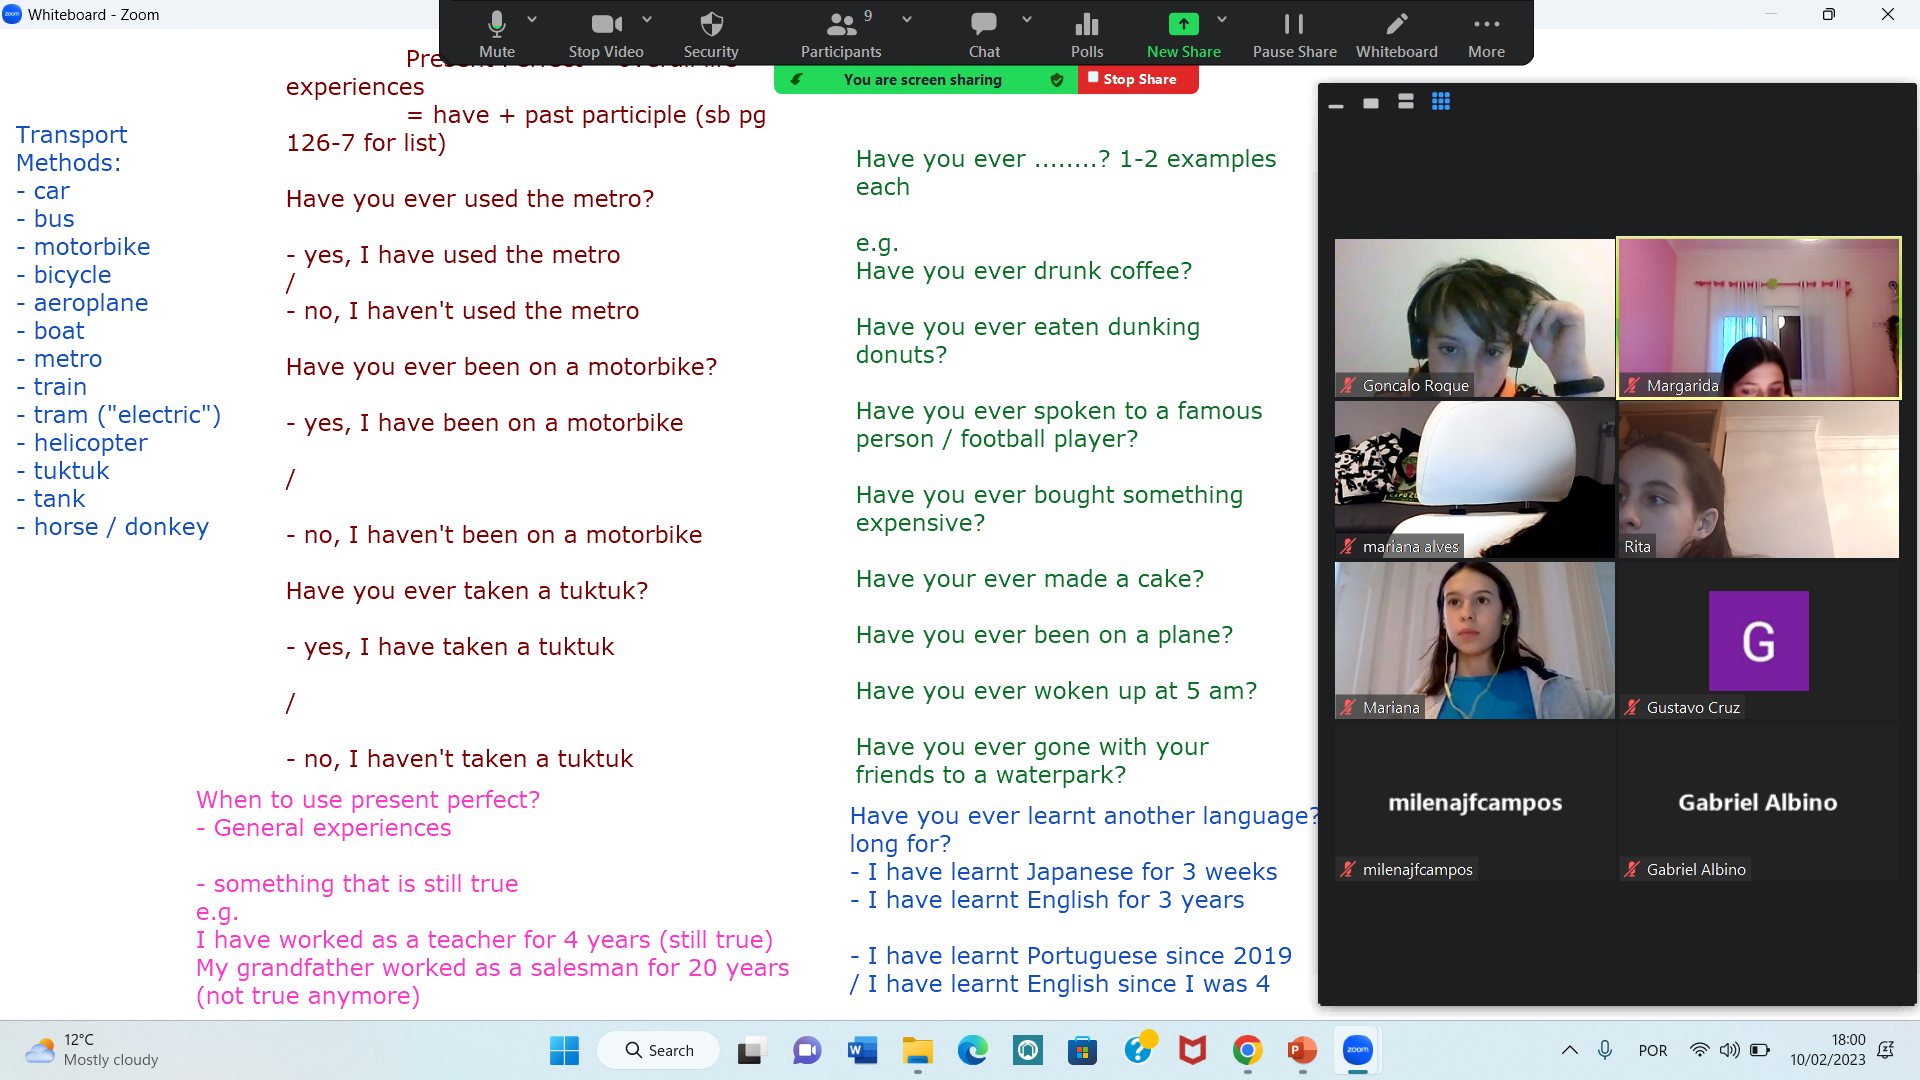 Whiteboard - Zoom
Mute
Stop Video
Security
Participants
9
Chat
Polls
New Share
Pause Share
Whiteboard
More
You are screen sharing
Stop Share
experiences
= have + past participle (sb pg
126-7 for list)
Have you ever used the metro?
- yes, I have used the metro
/
- no, I haven't used the metro
Have you ever been on a motorbike?
- yes, I have been on a motorbike
/
- no, I haven't been on a motorbike
Have you ever taken a tuktuk?
- yes, I have taken a tuktuk
/
- no, I haven't taken a tuktuk
Transport
Methods:
- car
- bus
- motorbike
- bicycle
- aeroplane
- boat
- metro
- train
- tram ("electric")
- helicopter
- tuktuk
- tank
- horse / donkey
When to use present perfect?
- General experiences
- something that is still true
e.g.
I have worked as a teacher for 4 years (still true)
My grandfather worked as a salesman for 20 years
(not true anymore)
Have you ever ........? 1-2 examples
each
e.g.
Have you ever drunk coffee?
Have you ever eaten dunking
donuts?
Have you ever spoken to a famous
person / football player?
Have you ever bought something
expensive?
Have your ever made a cake?
Have you ever been on a plane?
Have you ever woken up at 5 am?
Have you ever gone with your
friends to a waterpark?
Have you ever learnt another language?
long for?
- I have learnt Japanese for 3 weeks
- I have learnt English for 3 years
- I have learnt Portuguese since 2019
/ I have learnt English since I was 4
Goncalo Roque
Margarida
mariana alves
Rita
Mariana
G
Gustavo Cruz
milenajfcampos
milenajfcampos
Gabriel Albino
Gabriel Albino
12°C
Mostly cloudy
Search
zoom
POR
18:00
10/02/2023